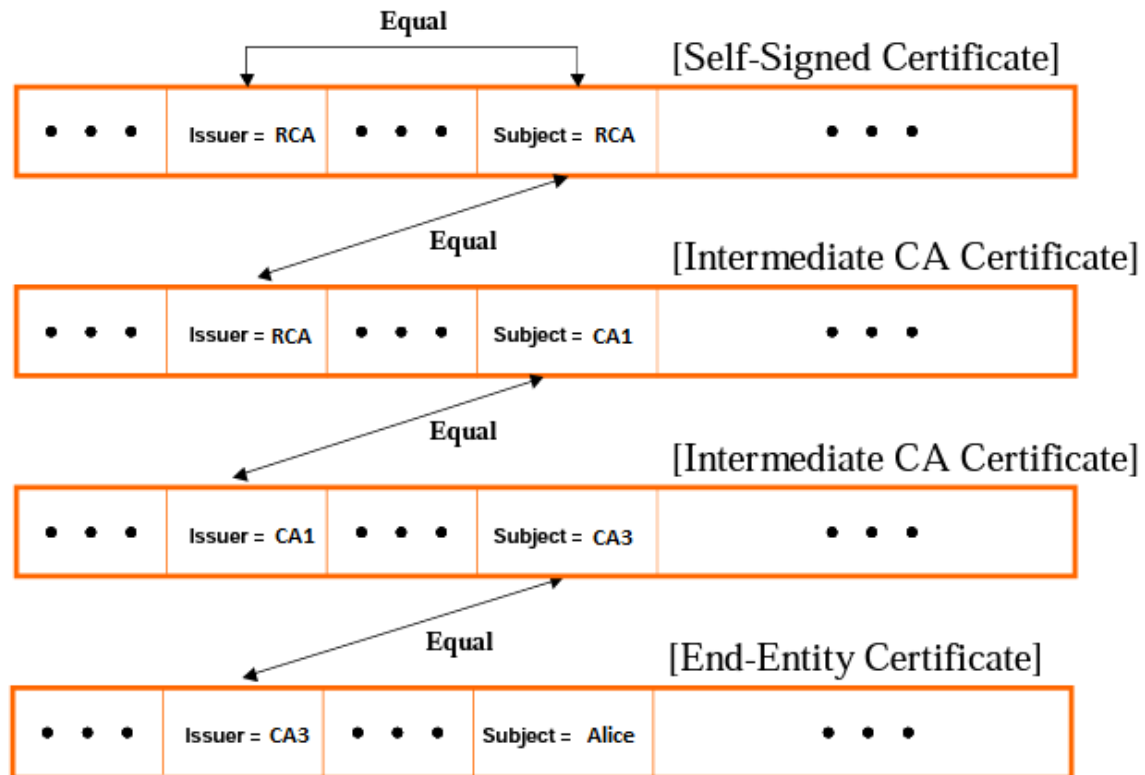 Equal
[Self-Signed Certificate]
• • • Issuer = RCA • • • Subject = RCA • • •
Equal
[Intermediate CA Certificate]
• • • Issuer = RCA • • • Subject = CA1 • • •
Equal
[Intermediate CA Certificate]
• • • Issuer = CA1 • • • Subject = CA3 • • •
Equal
[End-Entity Certificate]
• • • Issuer = CA3 • • • Subject = Alice • • •